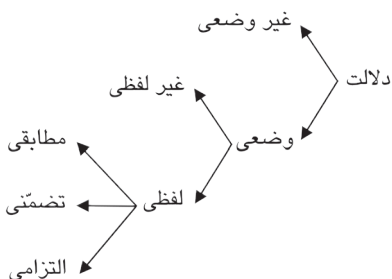 دلالت
غیر وضعی
وضعی
غیر لفظی
لفظی
مطابقی
تضمّنی
التزامی